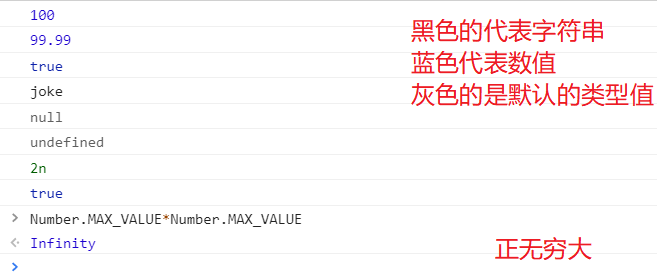 100
99.99
true
joke
null
undefined
2n
true
Number.MAX_VALUE*Number.MAX_VALUE
Infinity
黑色的代表字符串
蓝色代表数值
灰色的是默认的类型值
正无穷大